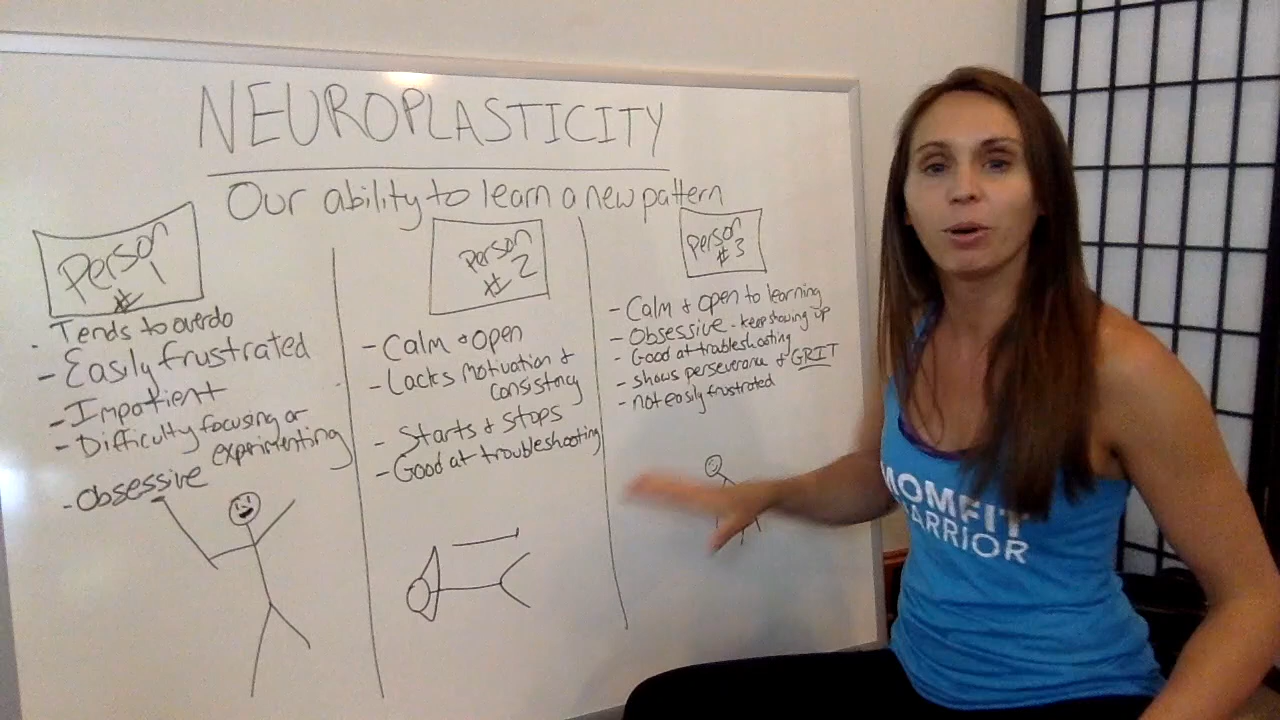 NEUROPLASTICITY
Our ability to learn a new pattern
Person
# 1
- Tends to overdo
- Easily frustrated
- Impatient
- Difficulty focusing or
experimenting
- Obsessive
Person
# 2
- Calm & open
- Lacks Motivation &
consistency
- Starts & stops
- Good at troubleshooting
Person
# 3
- Calm & open to learning
- Obsessive - keep showing up
- Good at trableshooting
- shows perseverance & GRIT
- not easily frustrated
MOMFIT
WARRIOR